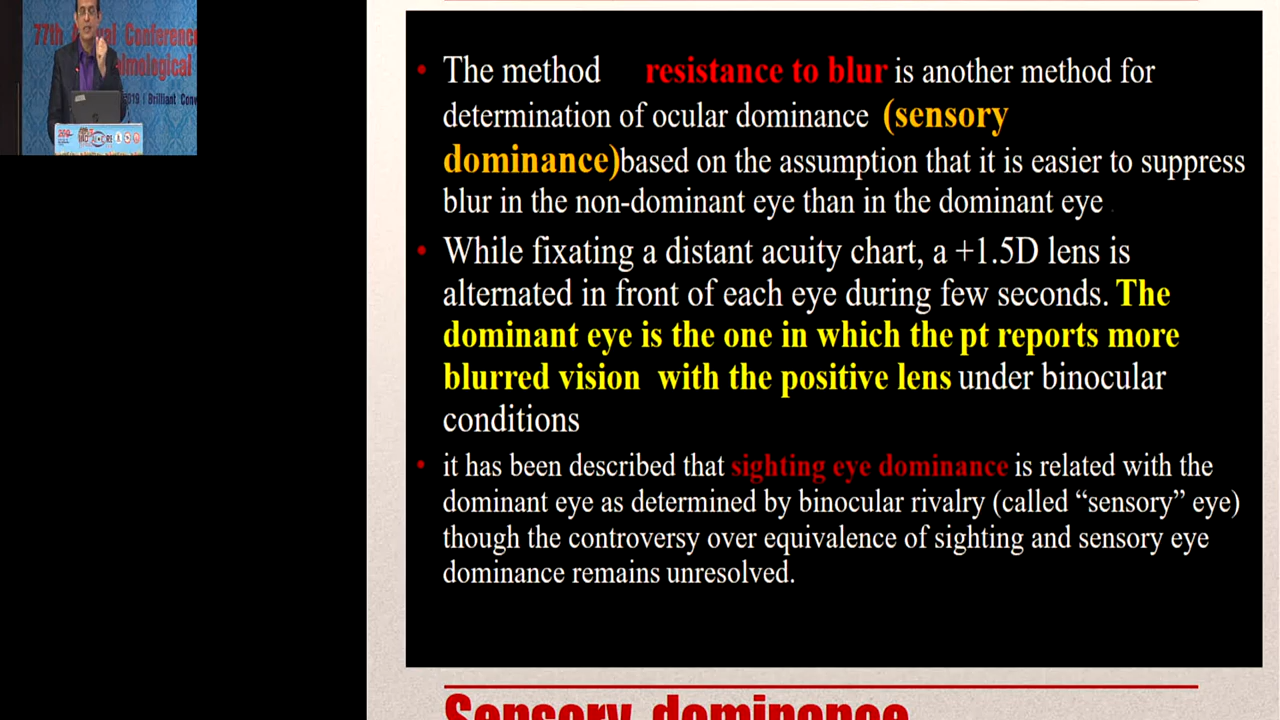 77th Annual Conference
2019 | Brilliant Conv
• The method resistance to blur is another method for
determination of ocular dominance (sensory
dominance)based on the assumption that it is easier to suppress
blur in the non-dominant eye than in the dominant eye .
• While fixating a distant acuity chart, a +1.5D lens is
alternated in front of each eye during few seconds. The
dominant eye is the one in which the pt reports more
blurred vision with the positive lens under binocular
conditions
• it has been described that sighting eye dominance is related with the
dominant eye as determined by binocular rivalry (called “sensory” eye)
though the controversy over equivalence of sighting and sensory eye
dominance remains unresolved.
Sensory dominance